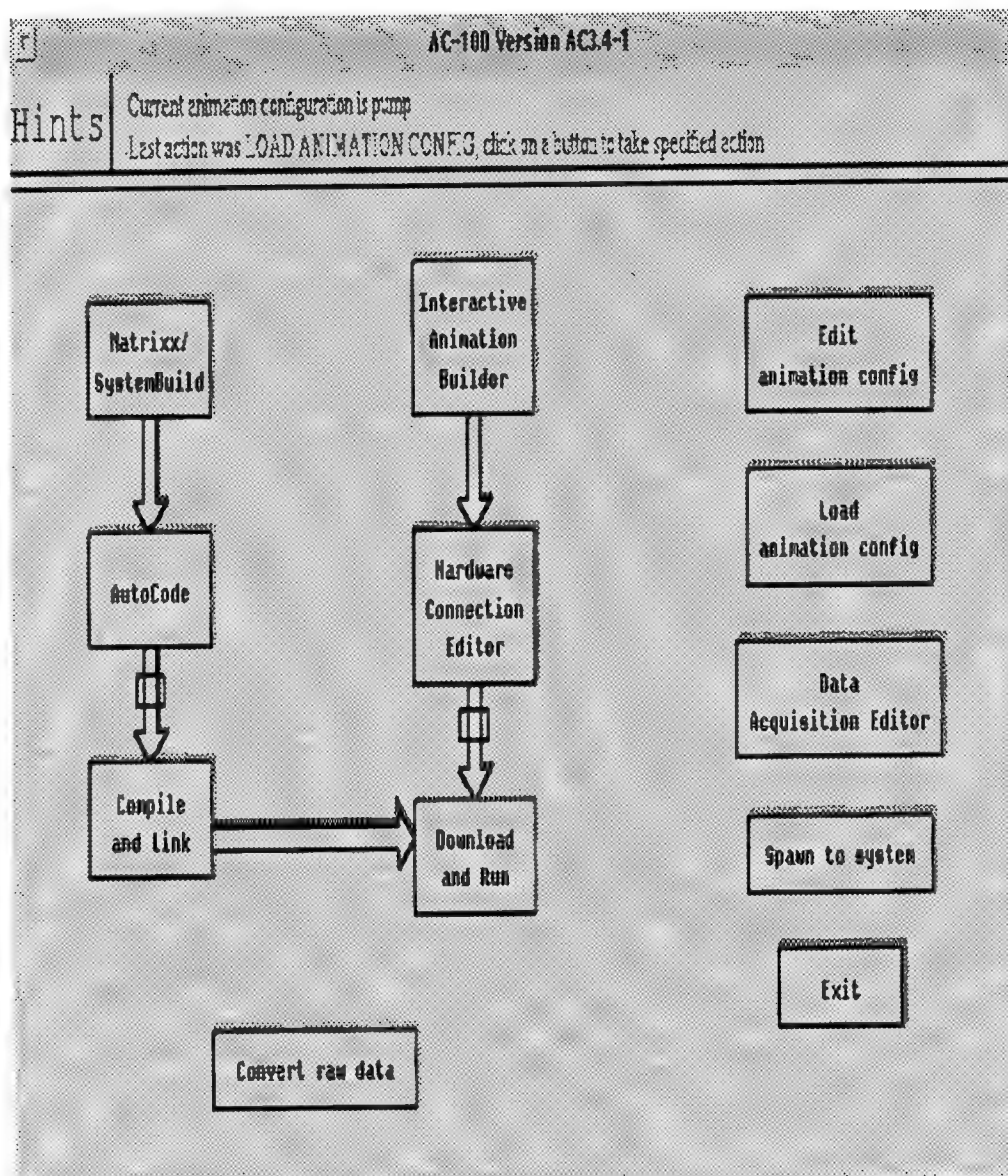 AC-100 Version AC3.4-1
Hints
Current animation configuration is pump
Last action was LOAD ANIMATION CONFIG, click on a button to take specified action
Matrixx/
SystemBuild
AutoCode
Compile
and Link
Interactive
Animation
Builder
Hardware
Connection
Editor
Download
and Run
Edit
animation config
Load
animation config
Data
Acquisition Editor
Spawn to system
Exit
Convert raw data